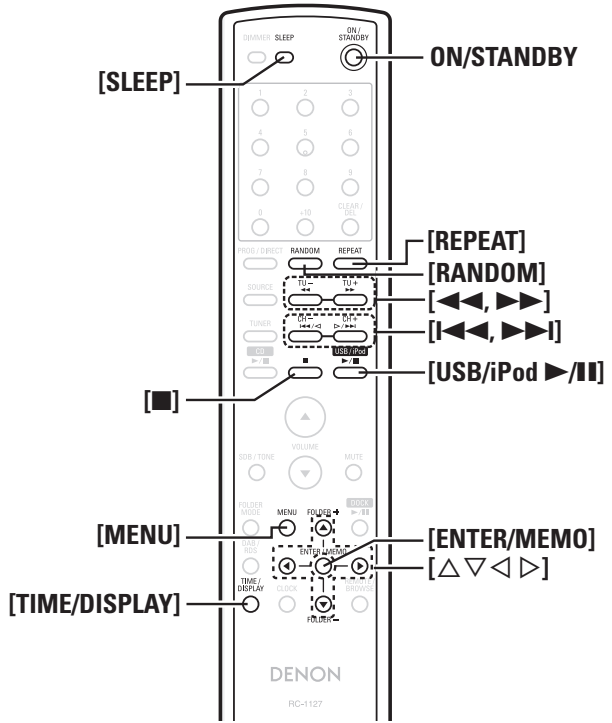 DIMMER SLEEP ON/STANDBY
[SLEEP]
ON/STANDBY
1 2 3
4 5 6
7 8 9
CLEAR / DEL
0 +10
PROG / DIRECT RANDOM REPEAT
[REPEAT]
[RANDOM]
SOURCE TU – ◀◀ TU + ▶▶
[◀◀, ▶▶]
TUNER CH – I◀◀/◁ CH + ▷/▶▶I
[I◀◀, ▶▶I]
CD ▶/❚❚ ■ USB / iPod ▶/❚❚
[■]
[USB/iPod ▶/❚❚]
VOLUME
SDB / TONE MUTE
FOLDER MODE MENU FOLDER + DOCK ▶/❚❚
[MENU]
[ENTER/MEMO]
DAB / RDS ENTER/MEMO
[△▽◁ ▷]
TIME / DISPLAY CLOCK BROWSE
[TIME/DISPLAY]
FOLDER –
DENON
RC-1127